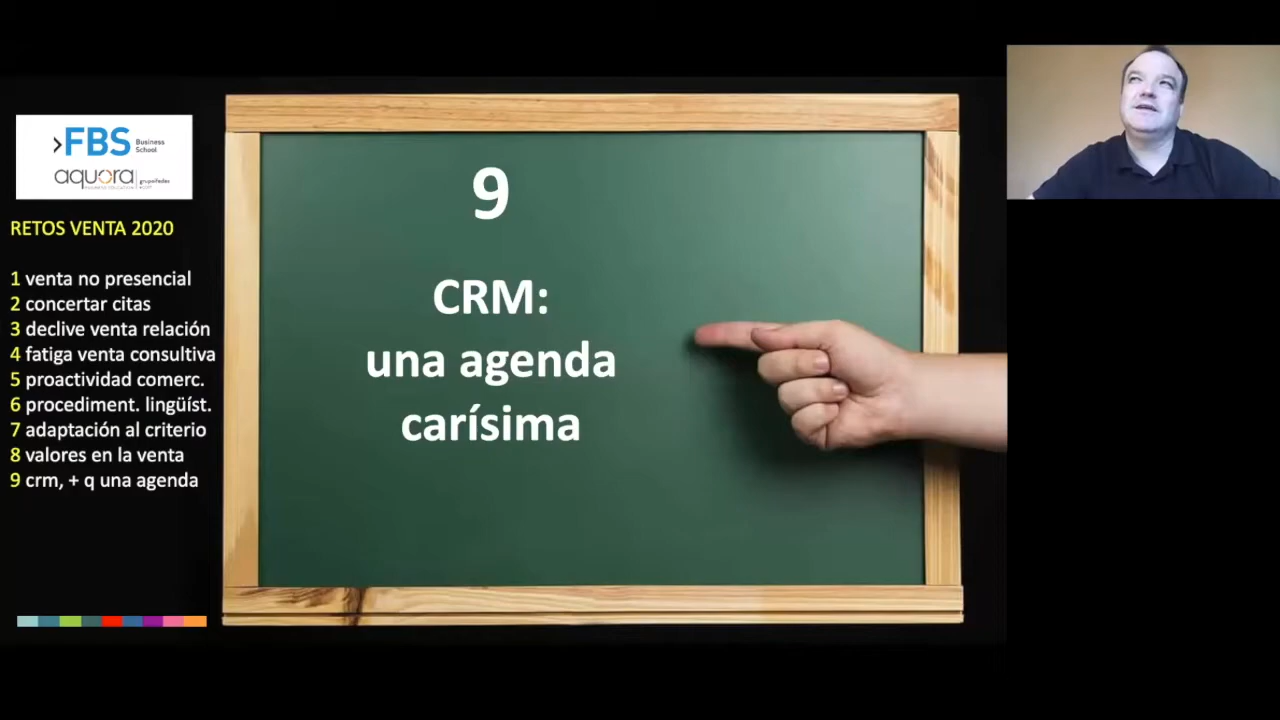 FBS Business School
aquora
RETOS VENTA 2020
1 venta no presencial
2 concertar citas
3 declive venta relación
4 fatiga venta consultiva
5 proactividad comerc.
6 procediment. lingüíst.
7 adaptación al criterio
8 valores en la venta
9 crm, + q una agenda
9
CRM:
una agenda
carísima